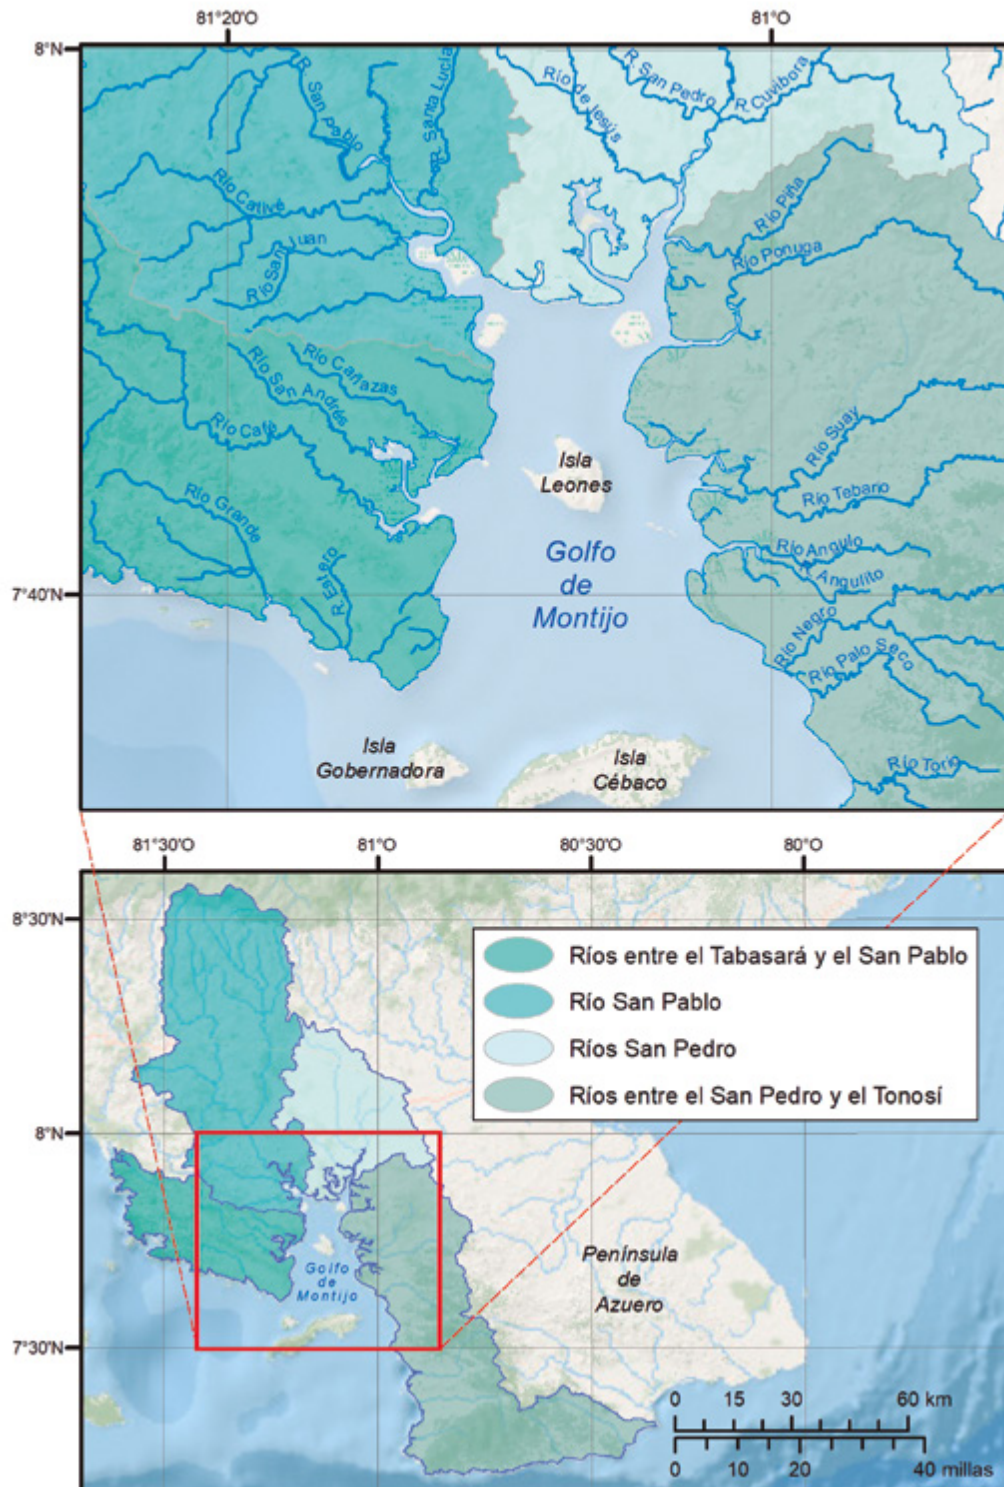 81°20'O
81°O
8°N
R. San Pablo
R. Santa Lucía
Río de Jesús
R. San Pedro
R. Cuvibora
Río Cativé
Río San Juan
Río Piña
Río Ponuga
Río Cañazas
Río San Andrés
Río Caté
Río Suay
Isla
Leones
Río Grande
Río Tebario
R. Estero
Golfo
de
Montijo
Río Angulo
R. Angulito
7°40'N
Río Negro
Río Palo Seco
Isla
Gobernadora
Isla
Cébaco
Río Torio
81°30'O
81°O
80°30'O
80°O
8°30'N
Ríos entre el Tabasará y el San Pablo
Río San Pablo
Ríos San Pedro
Ríos entre el San Pedro y el Tonosí
8°N
Golfo
de
Montijo
Península
de
Azuero
7°30'N
0 15 30 60 km
0 10 20 40 millas